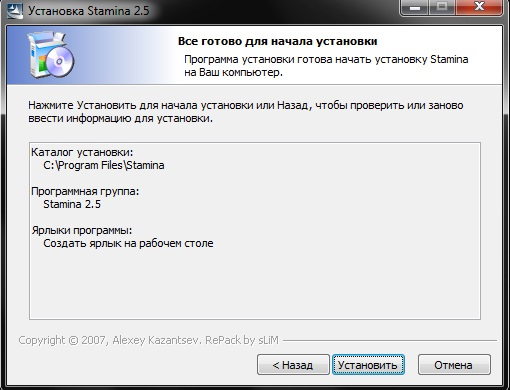 Установка Stamina 2.5
Все готово для начала установки
Программа установки готова начать установку Stamina
на Ваш компьютер.
Нажмите Установить для начала установки или Назад, чтобы проверить или заново
ввести информацию для установки.
Каталог установки:
C:\Program Files\Stamina
Программная группа:
Stamina 2.5
Ярлыки программы:
Создать ярлык на рабочем столе
Copyright © 2007, Alexey Kazantsev. RePack by sLiM
< Назад
Установить
Отмена